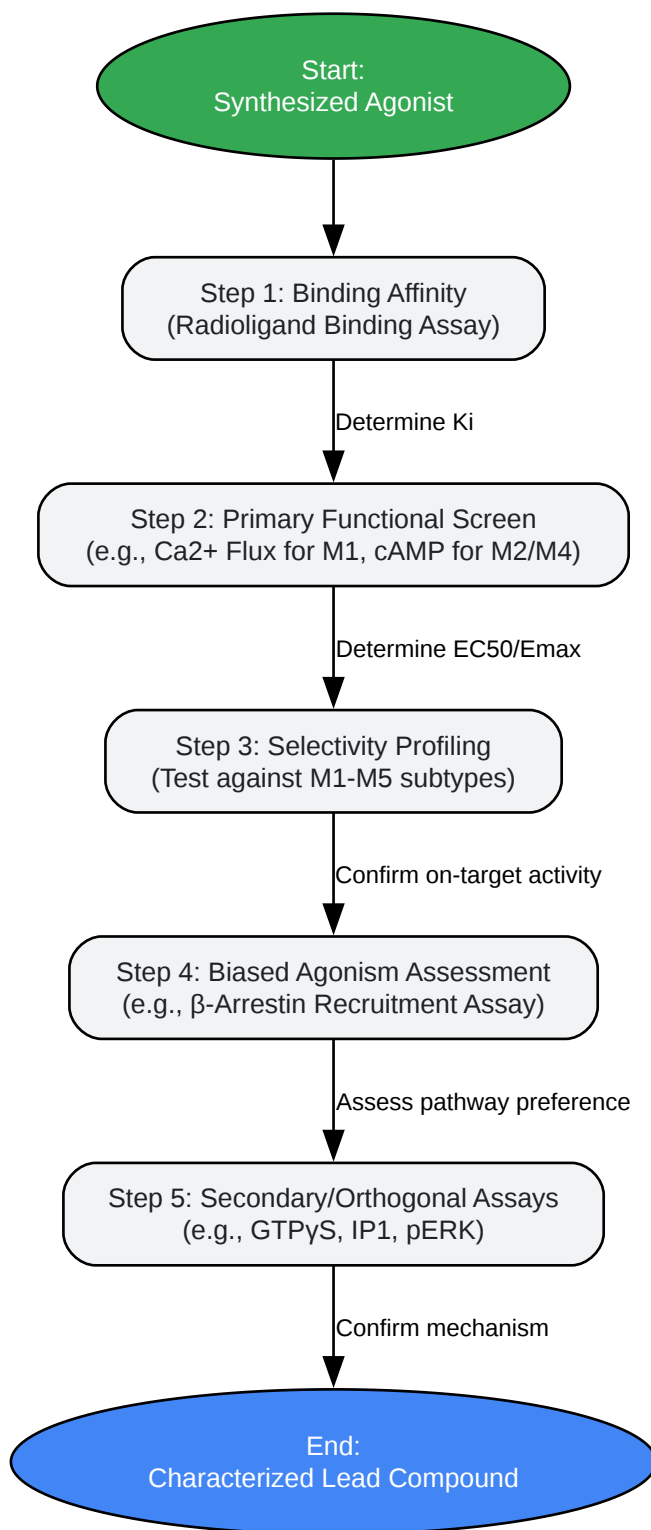 Start:
Synthesized Agonist
Step 1: Binding Affinity
(Radioligand Binding Assay)
Determine Ki
Step 2: Primary Functional Screen
(e.g., Ca2+ Flux for M1, cAMP for M2/M4)
Determine EC50/Emax
Step 3: Selectivity Profiling
(Test against M1-M5 subtypes)
Confirm on-target activity
Step 4: Biased Agonism Assessment
(e.g., β-Arrestin Recruitment Assay)
Assess pathway preference
Step 5: Secondary/Orthogonal Assays
(e.g., GTPγS, IP1, pERK)
Confirm mechanism
End:
Characterized Lead Compound